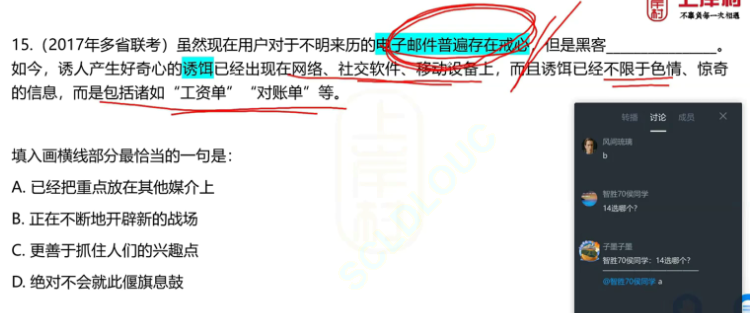 上岸村
不辜负每一次相遇
15.（2017年多省联考）虽然现在用户对于不明来历的电子邮件普遍存在戒心，但是黑客____________。
如今，诱人产生好奇心的诱饵已经出现在网络、社交软件、移动设备上，而且诱饵已经不限于色情、惊奇
的信息，而是包括诸如“工资单”“对账单”等。
填入画横线部分最恰当的一句是：
A. 已经把重点放在其他媒介上
B. 正在不断地开辟新的战场
C. 更善于抓住人们的兴趣点
D. 绝对不会就此偃旗息鼓
上岸村
SOLOLOUC
转播 讨论 成员
风间琉璃
b
智胜70侯同学
14选哪个?
子墨子墨
智胜70侯同学：14选哪个?
@智胜70侯同学 a